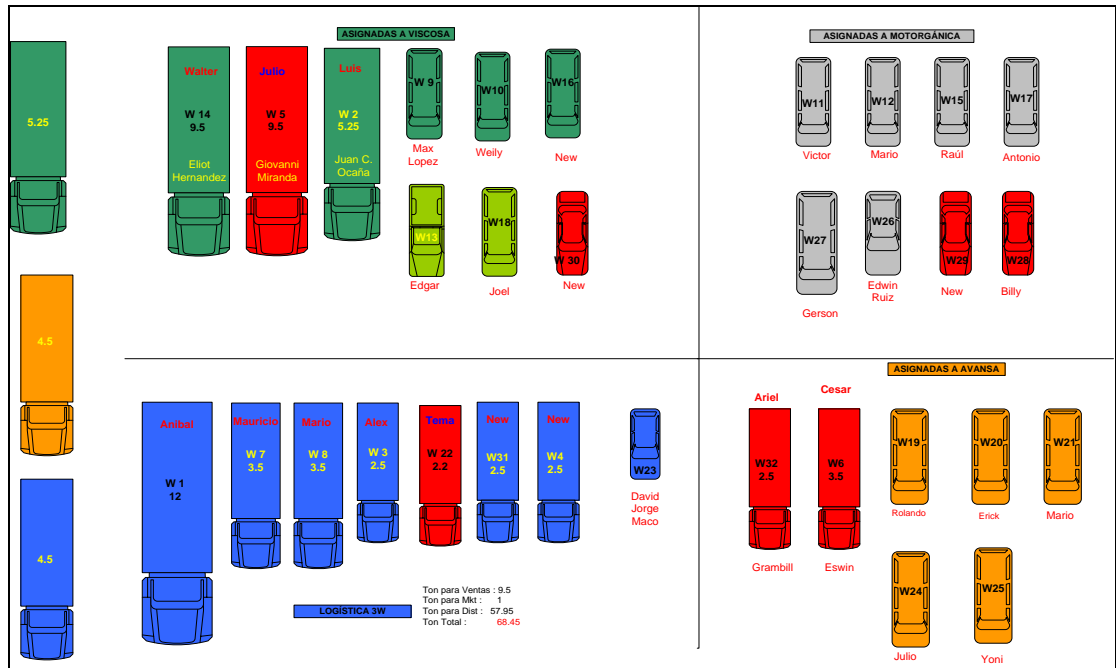 5.25
4.5
4.5
ASIGNADAS A VISCOSA
Walter
W 14
9.5
Eliot
Hernandez
Julio
W 5
9.5
Giovanni
Miranda
Luis
W 2
5.25
Juan C.
Ocaña
W 9
Max
Lopez
W10
Weily
W16
New
W13
Edgar
W18
Joel
W 30
New
ASIGNADAS A MOTORGÁNICA
W11
Victor
W12
Mario
W15
Raúl
W17
Antonio
W27
Gerson
W26
Edwin
Ruiz
W29
New
W28
Billy
Anibal
W 1
12
Mauricio
W 7
3.5
Mario
W 8
3.5
Alex
W 3
2.5
Tema
W 22
2.2
New
W31
2.5
New
W4
2.5
W23
David
Jorge
Maco
LOGÍSTICA 3W
Ton para Ventas : 9.5
Ton para Mkt : 1
Ton para Dist : 57.95
Ton Total : 68.45
ASIGNADAS A AVANSA
Ariel
W32
2.5
Grambill
Cesar
W6
3.5
Eswin
W19
Rolando
W20
Erick
W21
Mario
W24
Julio
W25
Yoni